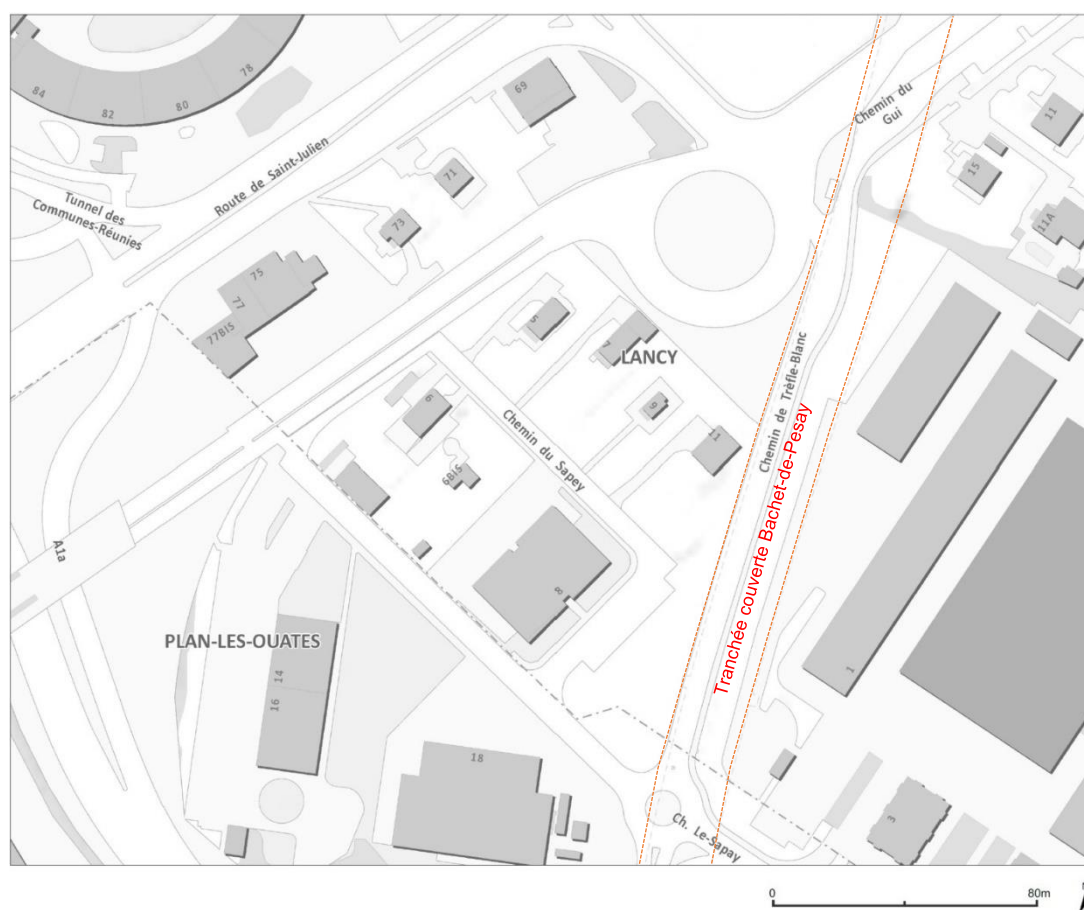 84
82
80
78
69
71
73
Route de Saint-Julien
Tunnel des
Communes-Réunies
75
77
77BIS
Chemin du
Gui
11
15
11A
5
7
LANCY
9
11
6
6BIS
Chemin du Sapey
8
Chemin de Trèfle-Blanc
Tranchée couverte Bachet-de-Pesay
1
A1a
PLAN-LES-OUATES
14
16
18
Ch. Le-Sapay
3
0
80m